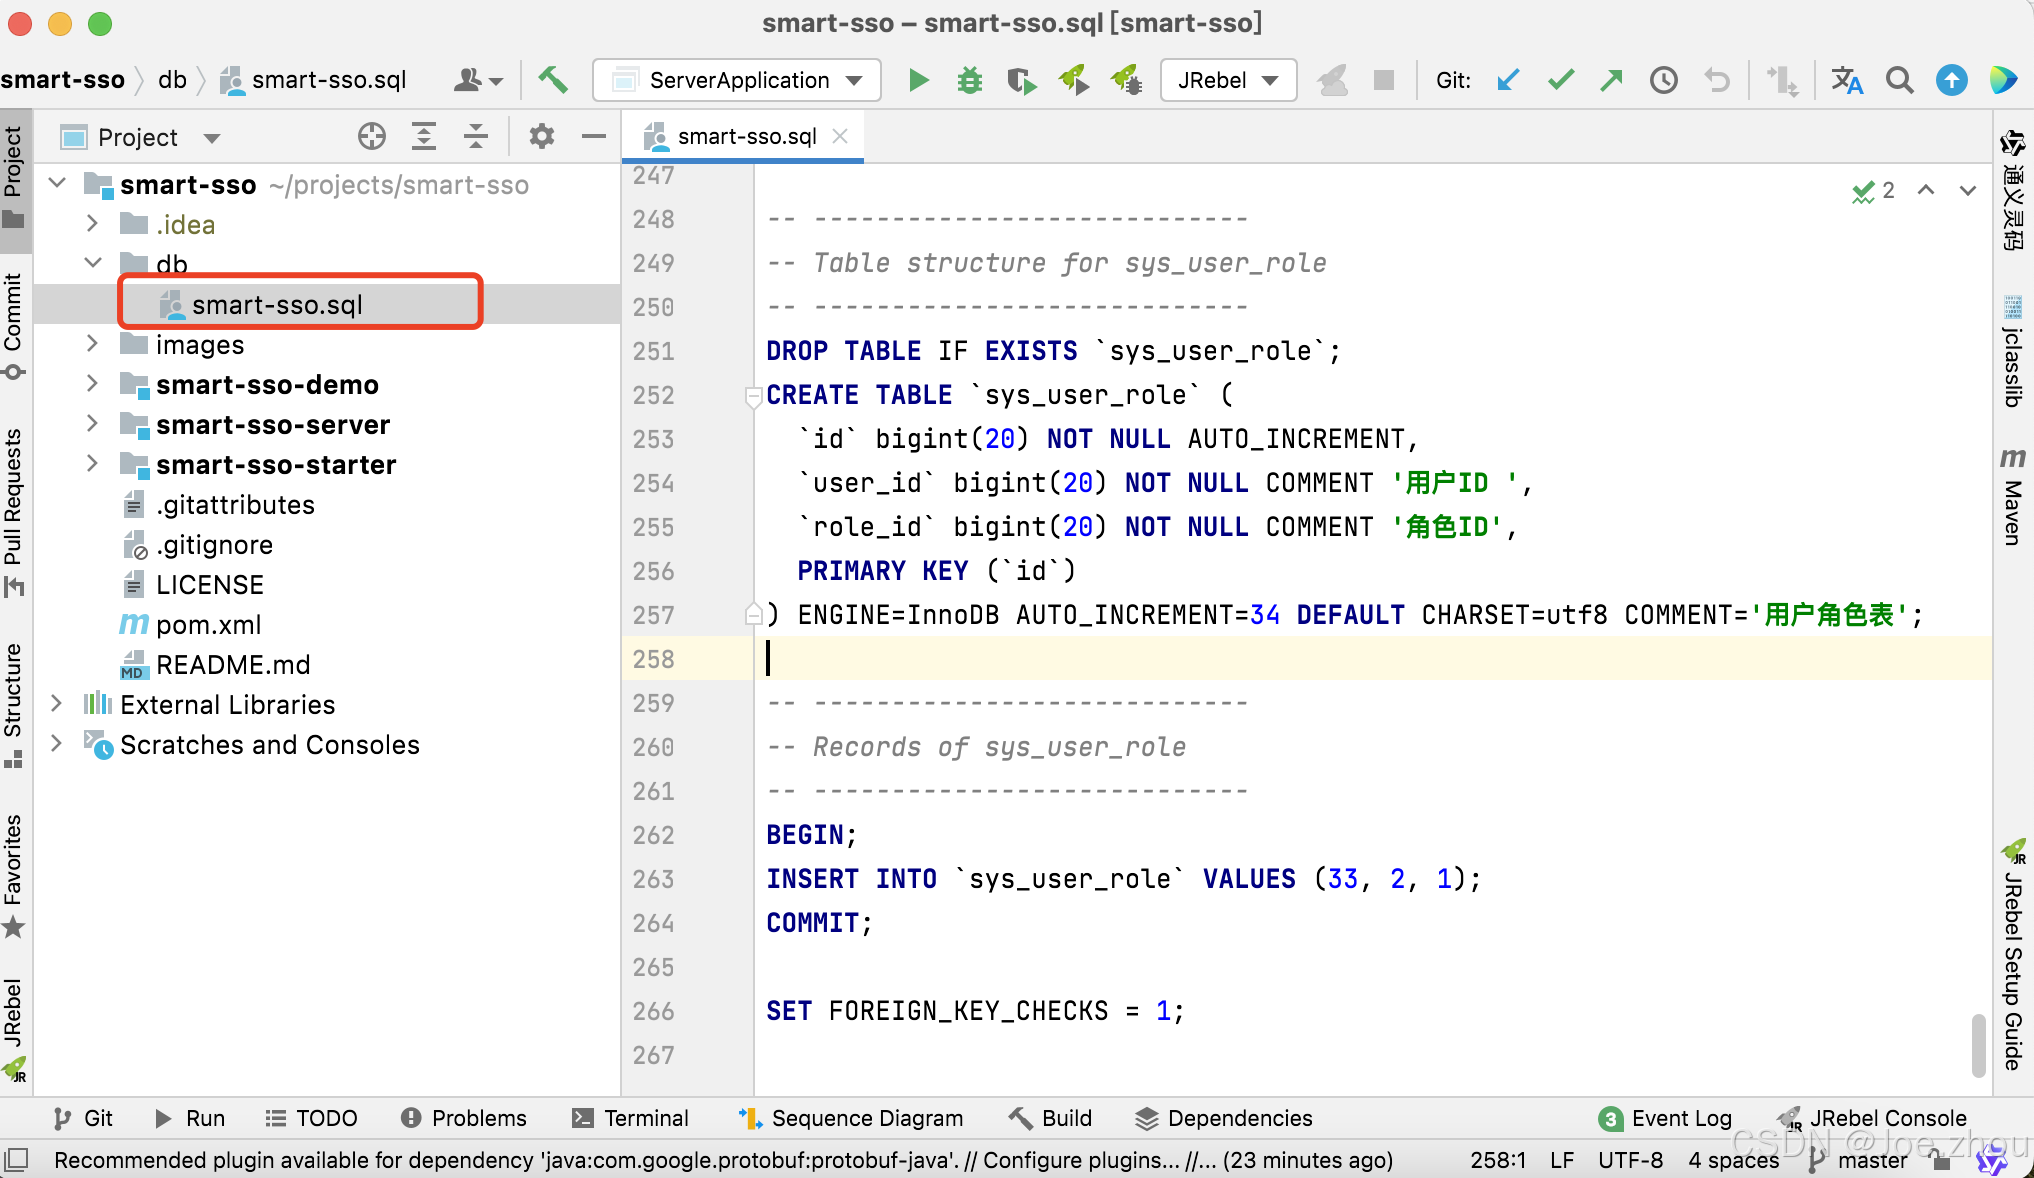 smart-sso – smart-sso.sql [smart-sso]
smart-sso db smart-sso.sql ServerApplication JRebel Git:
Project
smart-sso.sql
smart-sso ~/projects/smart-sso
.idea
db
smart-sso.sql
images
smart-sso-demo
smart-sso-server
smart-sso-starter
.gitattributes
.gitignore
LICENSE
pom.xml
README.md
External Libraries
Scratches and Consoles
Project
Commit
Pull Requests
Structure
Favorites
JRebel
247
248 -- ----------------------------
249 -- Table structure for sys_user_role
250 -- ----------------------------
251 DROP TABLE IF EXISTS `sys_user_role`;
252 CREATE TABLE `sys_user_role` (
253 `id` bigint(20) NOT NULL AUTO_INCREMENT,
254 `user_id` bigint(20) NOT NULL COMMENT '用户ID ',
255 `role_id` bigint(20) NOT NULL COMMENT '角色ID',
256 PRIMARY KEY (`id`)
257 ) ENGINE=InnoDB AUTO_INCREMENT=34 DEFAULT CHARSET=utf8 COMMENT='用户角色表';
258
259 -- ----------------------------
260 -- Records of sys_user_role
261 -- ----------------------------
262 BEGIN;
263 INSERT INTO `sys_user_role` VALUES (33, 2, 1);
264 COMMIT;
265
266 SET FOREIGN_KEY_CHECKS = 1;
267
2
通义灵码
jclasslib
Maven
JRebel Setup Guide
Git Run TODO Problems Terminal Sequence Diagram Build Dependencies 3 Event Log JRebel Console
Recommended plugin available for dependency 'java:com.google.protobuf:protobuf-java'. // Configure plugins... //... (23 minutes ago) 258:1 LF UTF-8 4 spaces master
CSDN @Joe.zhou